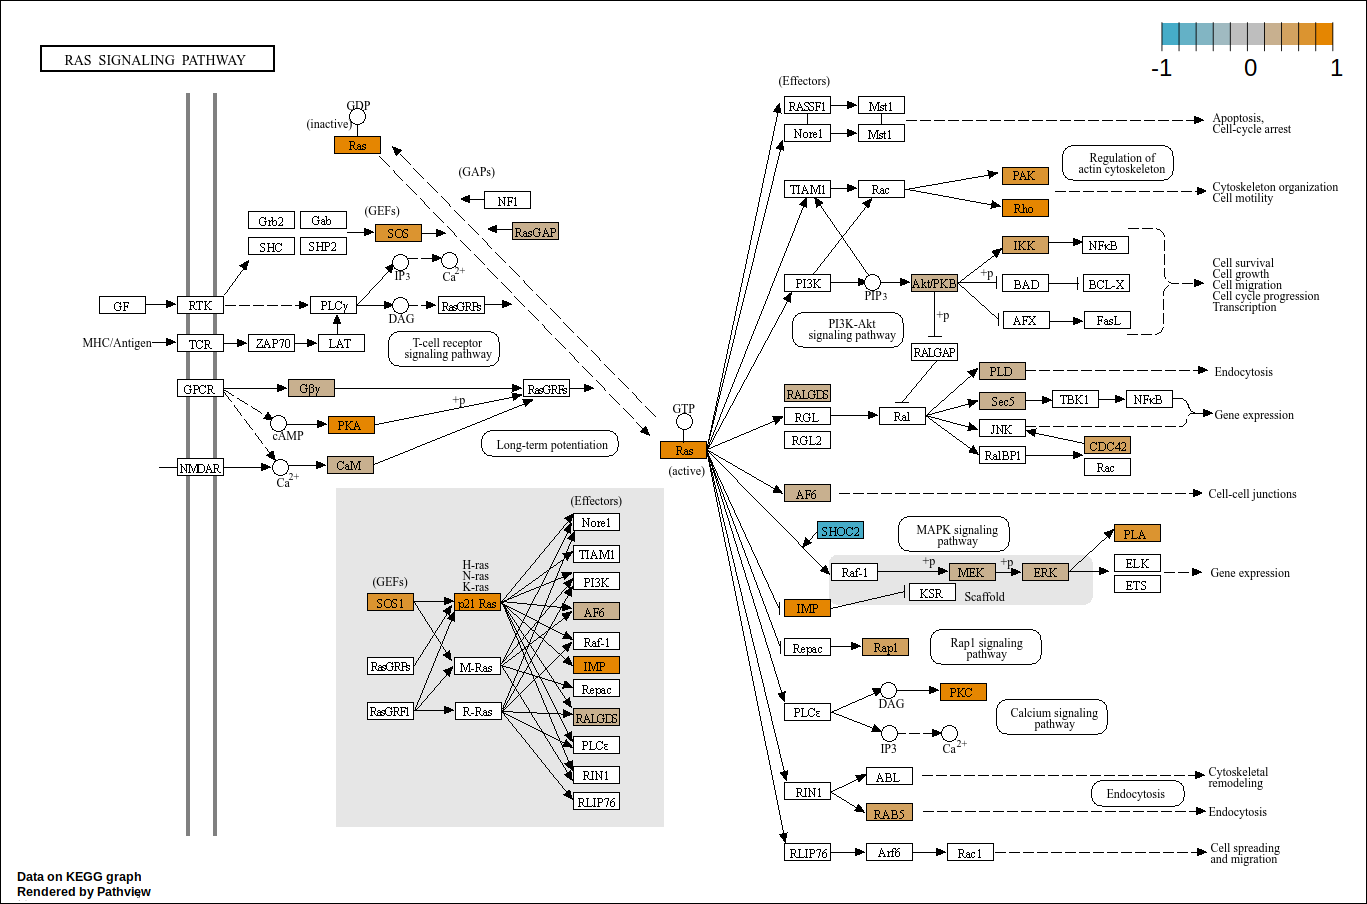 RAS SIGNALING PATHWAY
-1 0 1
(Effectors)
GDP
(inactive)
Ras
(GAPs)
NF1
RasGAP
(GEFs)
Grb2 Gab
SOS
SHC SHP2
IP3
Ca2+
GF
RTK
PLCγ
DAG
RasGRPs
MHC/Antigen
TCR
ZAP70
LAT
T-cell receptor
signaling pathway
GPCR
Gβγ
RasGRFs
+p
cAMP
PKA
Long-term potentiation
NMDAR
Ca2+
CaM
GTP
Ras
(active)
RASSF1
Mst1
Nore1
Mst1
Apoptosis,
Cell-cycle arrest
Regulation of
actin cytoskeleton
TIAM1
Rac
PAK
Rho
Cytoskeleton organization
Cell motility
IKK
NFκB
PI3K
PIP3
Akt/PKB
+p
BAD
BCL-X
AFX
FasL
Cell survival
Cell growth
Cell migration
Cell cycle progression
Transcription
PI3K-Akt
signaling pathway
+p
RALGAP
RALGDS
RGL
RGL2
Ral
PLD
Endocytosis
Sec5
TBK1
NFκB
Gene expression
JNK
RalBP1
CDC42
Rac
AF6
Cell-cell junctions
SHOC2
MAPK signaling
pathway
PLA
Raf-1
+p
MEK
+p
ERK
ELK
ETS
Gene expression
KSR
Scaffold
IMP
Repac
Rap1
Rap1 signaling
pathway
PLCε
DAG
PKC
IP3
Ca2+
Calcium signaling
pathway
RIN1
ABL
Cytoskeletal
remodeling
RAB5
Endocytosis
Endocytosis
RLIP76
Arf6
Rac1
Cell spreading
and migration
(Effectors)
Nore1
TIAM1
PI3K
AF6
Raf-1
IMP
Repac
RALGDS
PLCε
RIN1
RLIP76
H-ras
N-ras
K-ras
(GEFs)
SOS1
p21 Ras
RasGRPs
M-Ras
RasGRF1
R-Ras
Data on KEGG graph
Rendered by Pathview